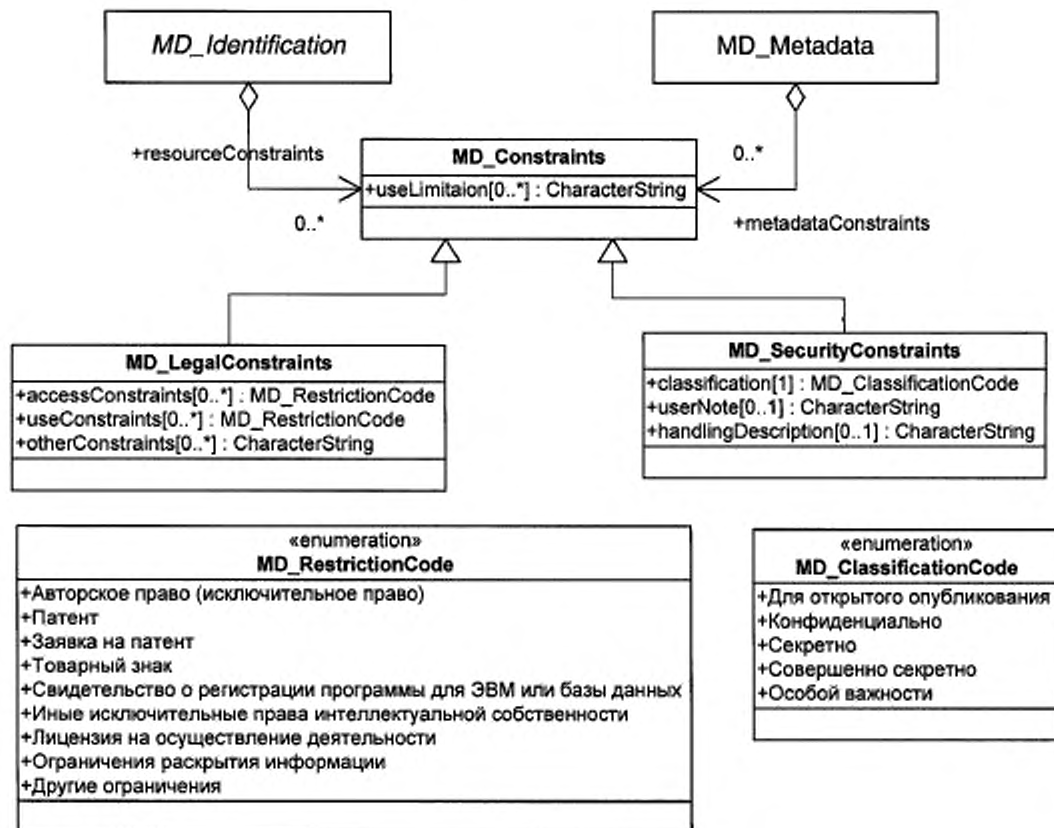 MD_Identification
MD_Metadata
+resourceConstraints
0..*
MD_Constraints
+useLimitaion[0..*] : CharacterString
0..*
+metadataConstraints
MD_LegalConstraints
+accessConstraints[0..*] : MD_RestrictionCode
+useConstraints[0..*] : MD_RestrictionCode
+otherConstraints[0..*] : CharacterString
MD_SecurityConstraints
+classification[1] : MD_ClassificationCode
+userNote[0..1] : CharacterString
+handlingDescription[0..1] : CharacterString
«enumeration»
MD_RestrictionCode
+Авторское право (исключительное право)
+Патент
+Заявка на патент
+Товарный знак
+Свидетельство о регистрации программы для ЭВМ или базы данных
+Иные исключительные права интеллектуальной собственности
+Лицензия на осуществление деятельности
+Ограничения раскрытия информации
+Другие ограничения
«enumeration»
MD_ClassificationCode
+Для открытого опубликования
+Конфиденциально
+Секретно
+Совершенно секретно
+Особой важности